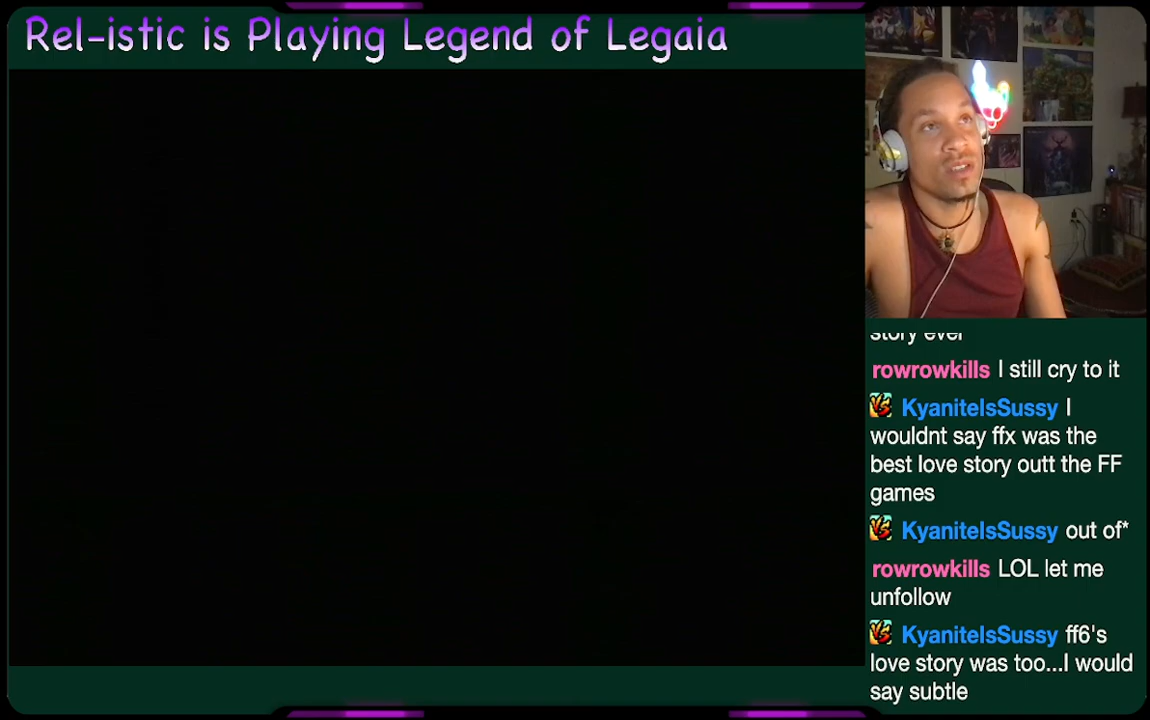 Rel-istic is Playing Legend of Legaia
story ever
rowrowkills I still cry to it
KyaniteIsSussy I
wouldnt say ffx was the
best love story outt the FF
games
KyaniteIsSussy out of*
rowrowkills LOL let me
unfollow
KyaniteIsSussy ff6's
love story was too...I would
say subtle